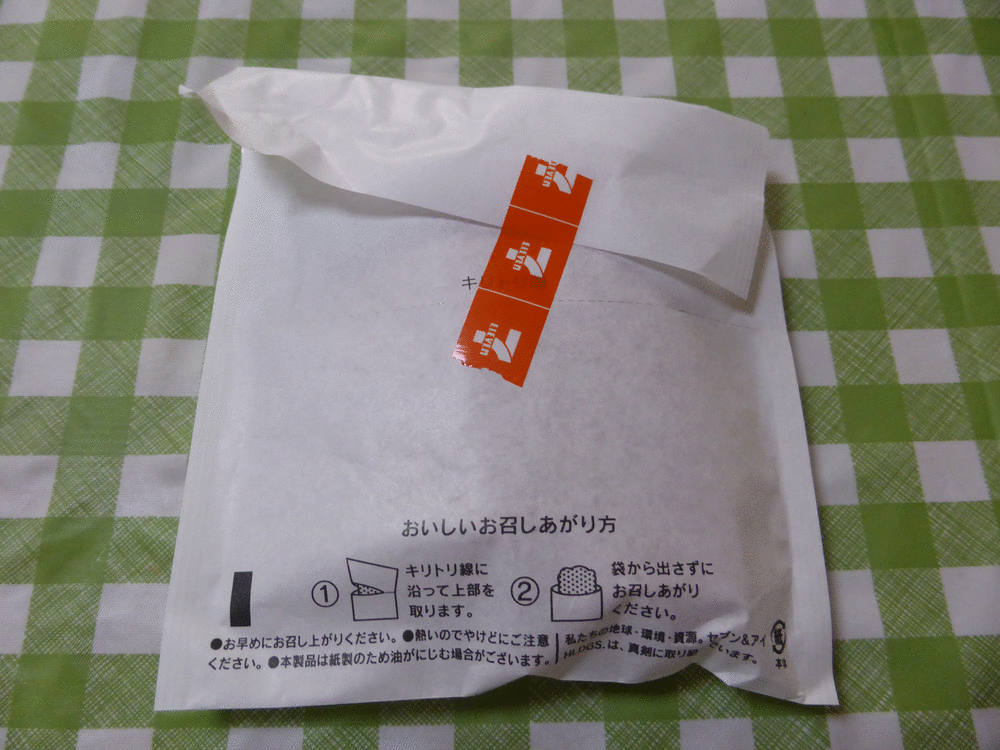 ELEVEN
ELEVEN
キ
ELEVEN
おいしいお召しあがり方
① キリトリ線に
沿って上部を
取ります。
② 袋から出さずに
お召しあがり
ください。
●お早めにお召し上がりください。●熱いのでやけどにご注意
ください。●本製品は紙製のため油がにじむ場合がございます。
私たちの地球・環境・資源。セブン&アイ
HLDGS.は、真剣に取り組
います。
紙